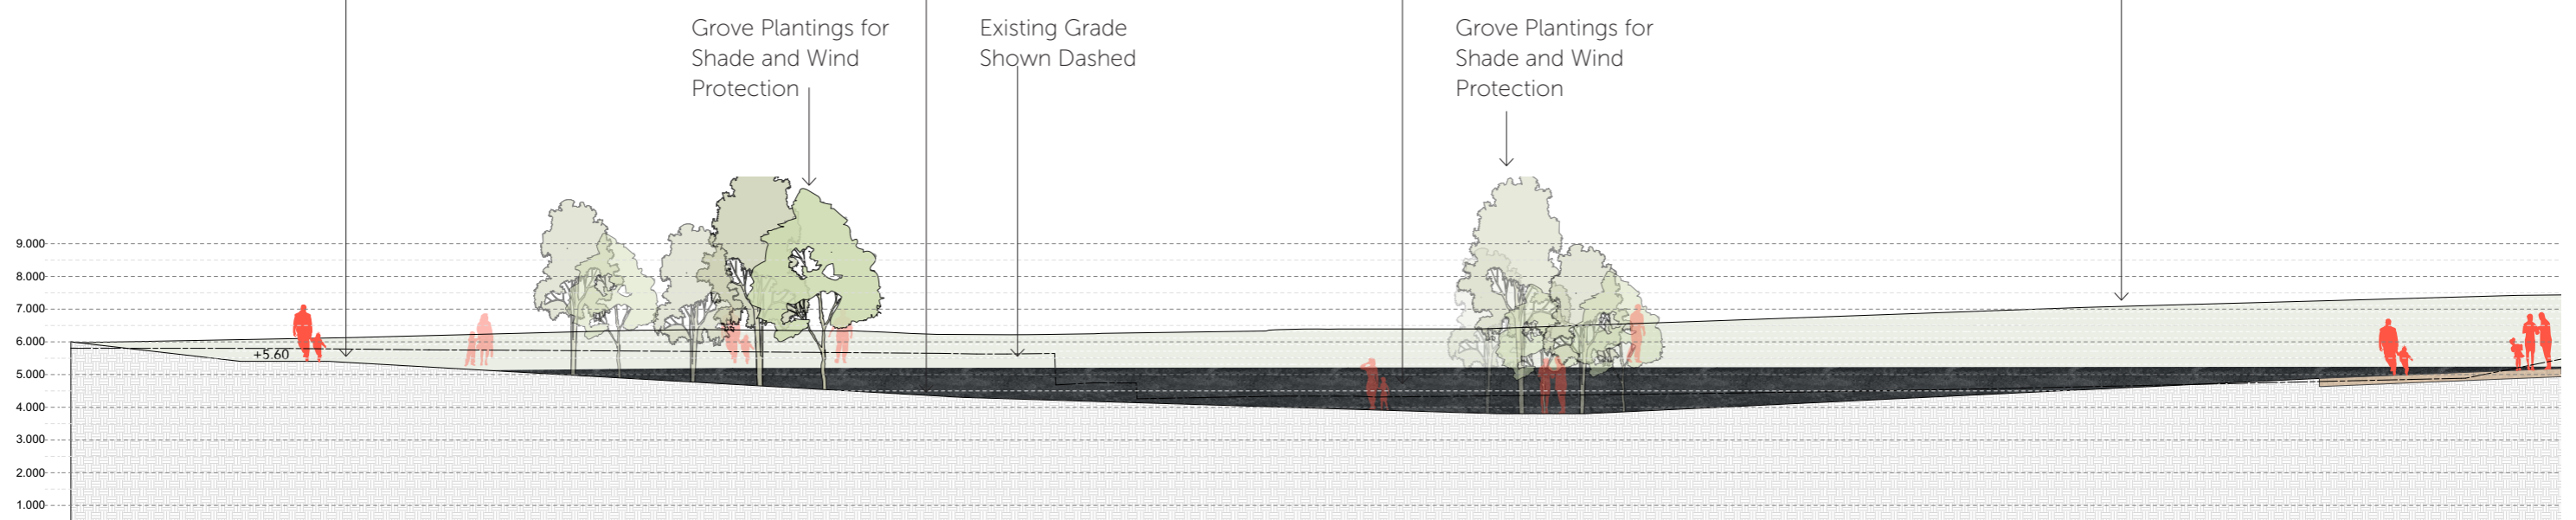 Grove Plantings for
Shade and Wind
Protection
Existing Grade
Shown Dashed
Grove Plantings for
Shade and Wind
Protection
9.000
8.000
7.000
6.000
+5.60
5.000
4.000
3.000
2.000
1.000